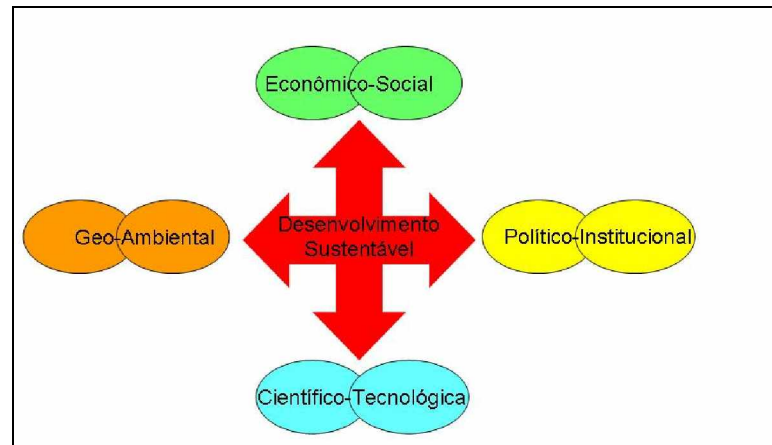 Econômico-Social
Geo-Ambiental
Desenvolvimento
Sustentável
Político-Institucional
Científico-Tecnológica